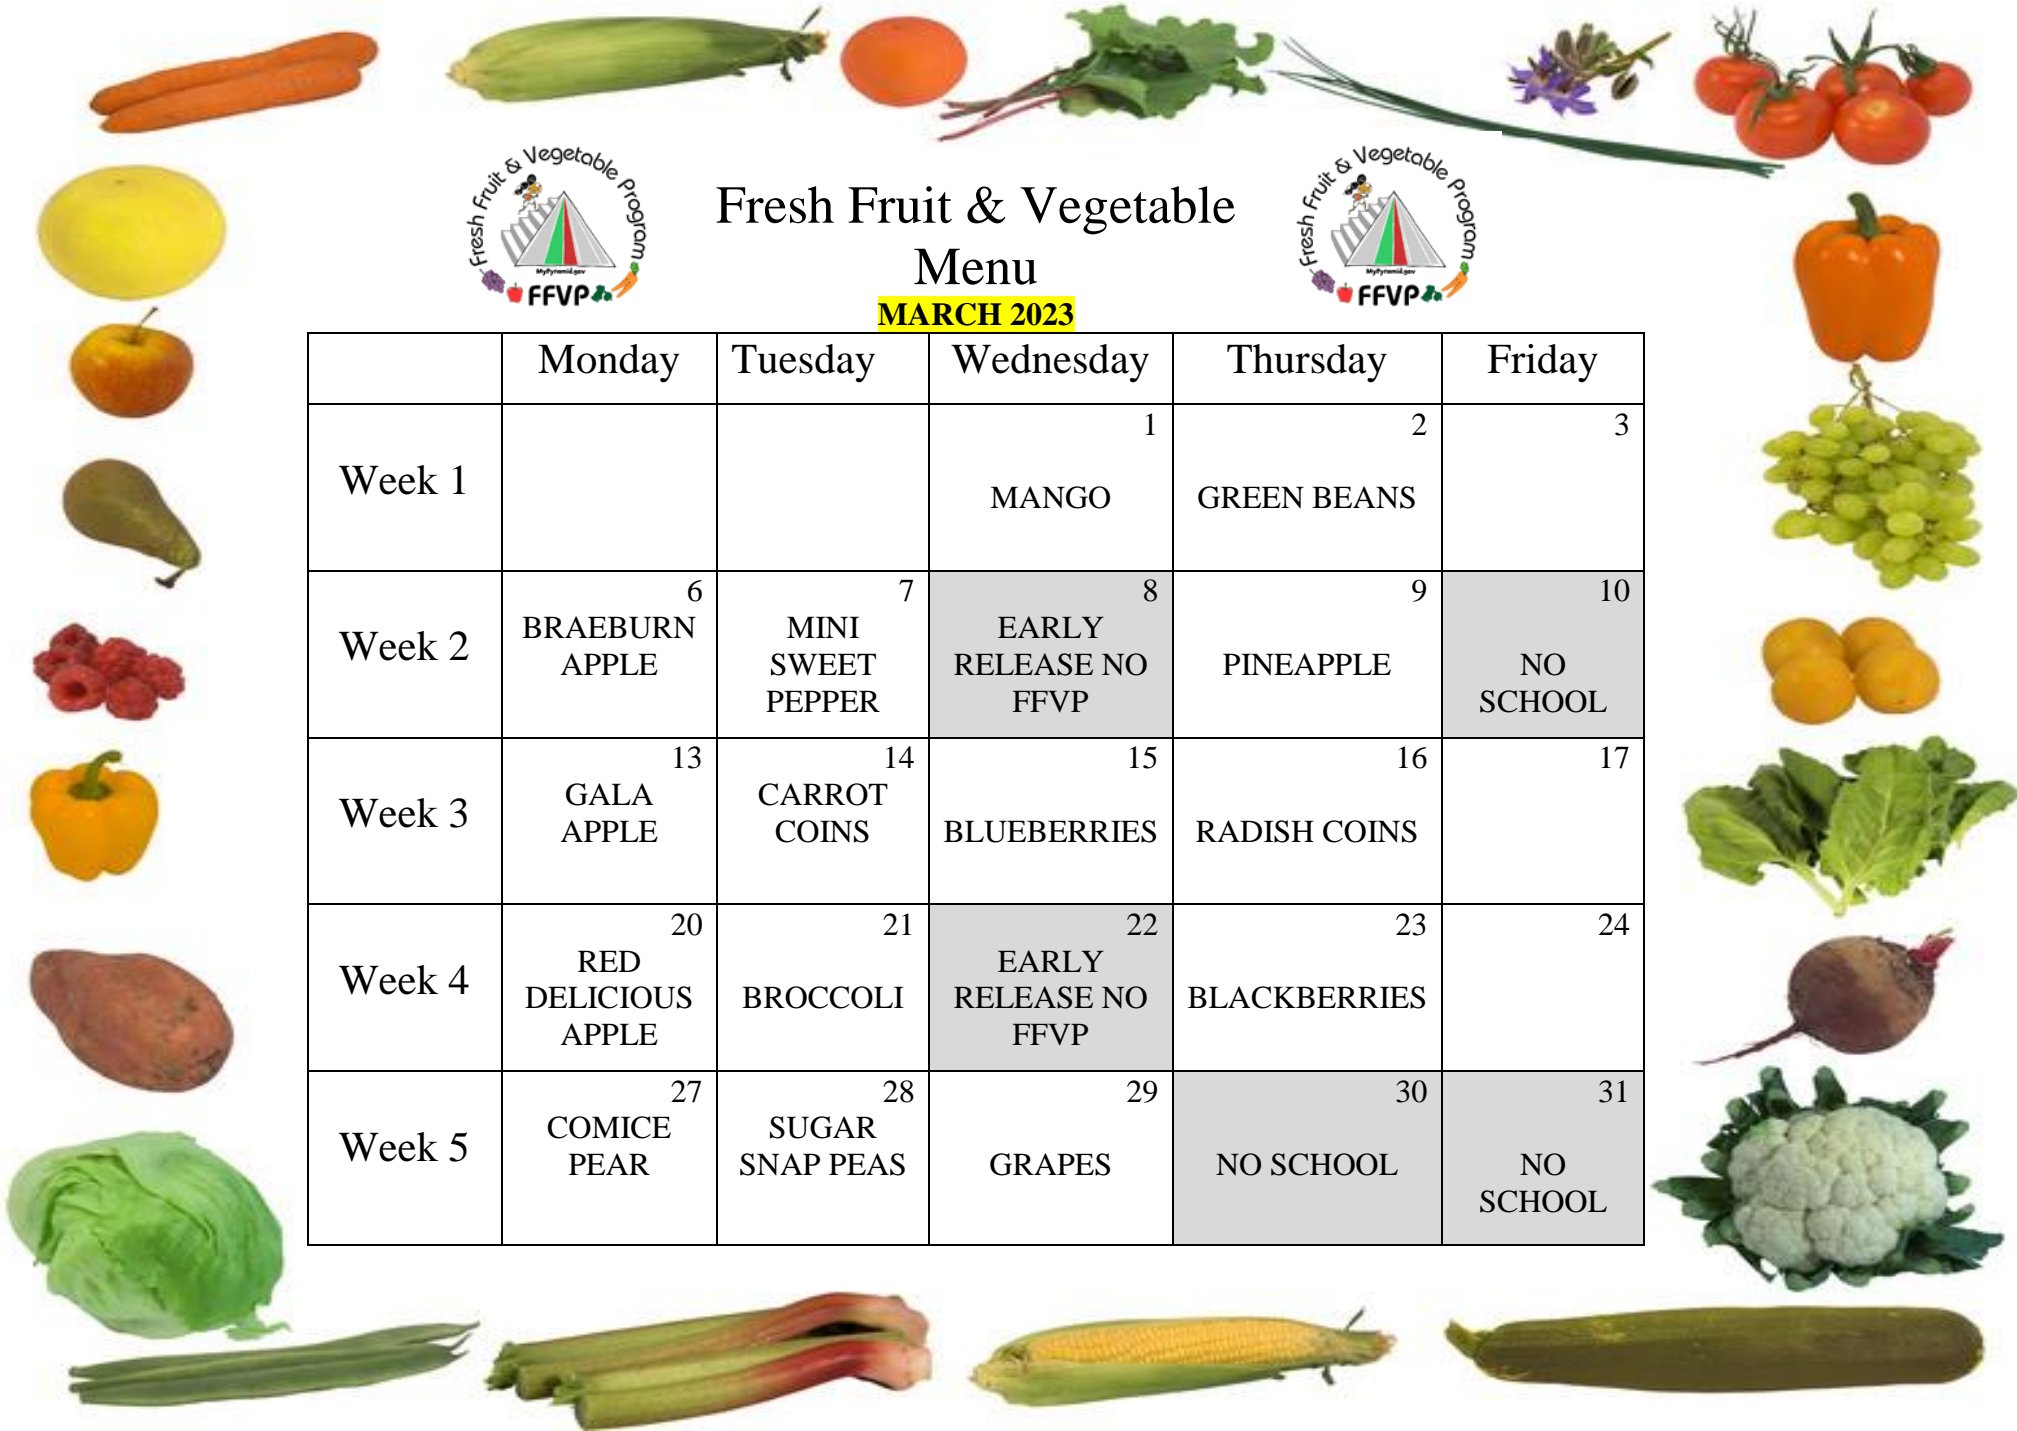 Fresh Fruit & Vegetable Program
MyPyramid.gov
FFVP
Fresh Fruit & Vegetable
Menu
MARCH 2023
Fresh Fruit & Vegetable Program
MyPyramid.gov
FFVP
Monday Tuesday Wednesday Thursday Friday
Week 1
1
MANGO
2
GREEN BEANS
3
Week 2
6
BRAEBURN
APPLE
7
MINI
SWEET
PEPPER
8
EARLY
RELEASE NO
FFVP
9
PINEAPPLE
10
NO
SCHOOL
Week 3
13
GALA
APPLE
14
CARROT
COINS
15
BLUEBERRIES
16
RADISH COINS
17
Week 4
20
RED
DELICIOUS
APPLE
21
BROCCOLI
22
EARLY
RELEASE NO
FFVP
23
BLACKBERRIES
24
Week 5
27
COMICE
PEAR
28
SUGAR
SNAP PEAS
29
GRAPES
30
NO SCHOOL
31
NO
SCHOOL